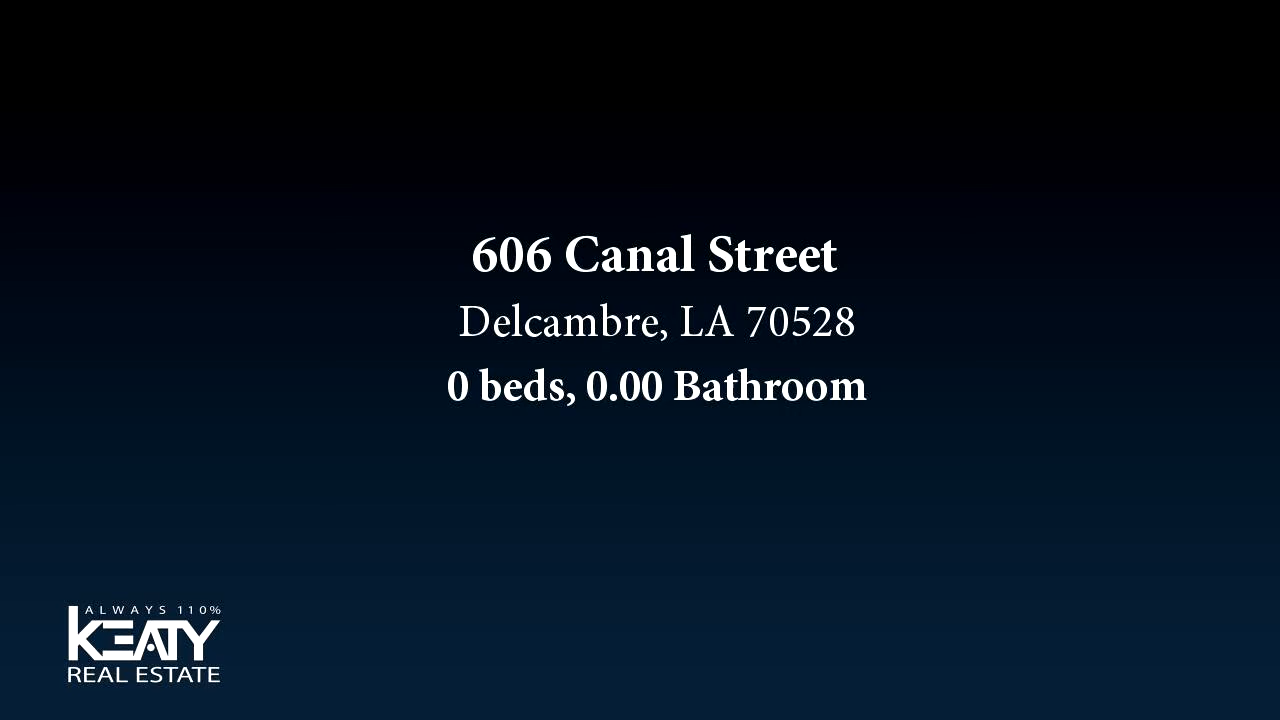 606 Canal Street
Delcambre, LA 70528
0 beds, 0.00 Bathroom
ALWAYS 110%
KEATY
REAL ESTATE